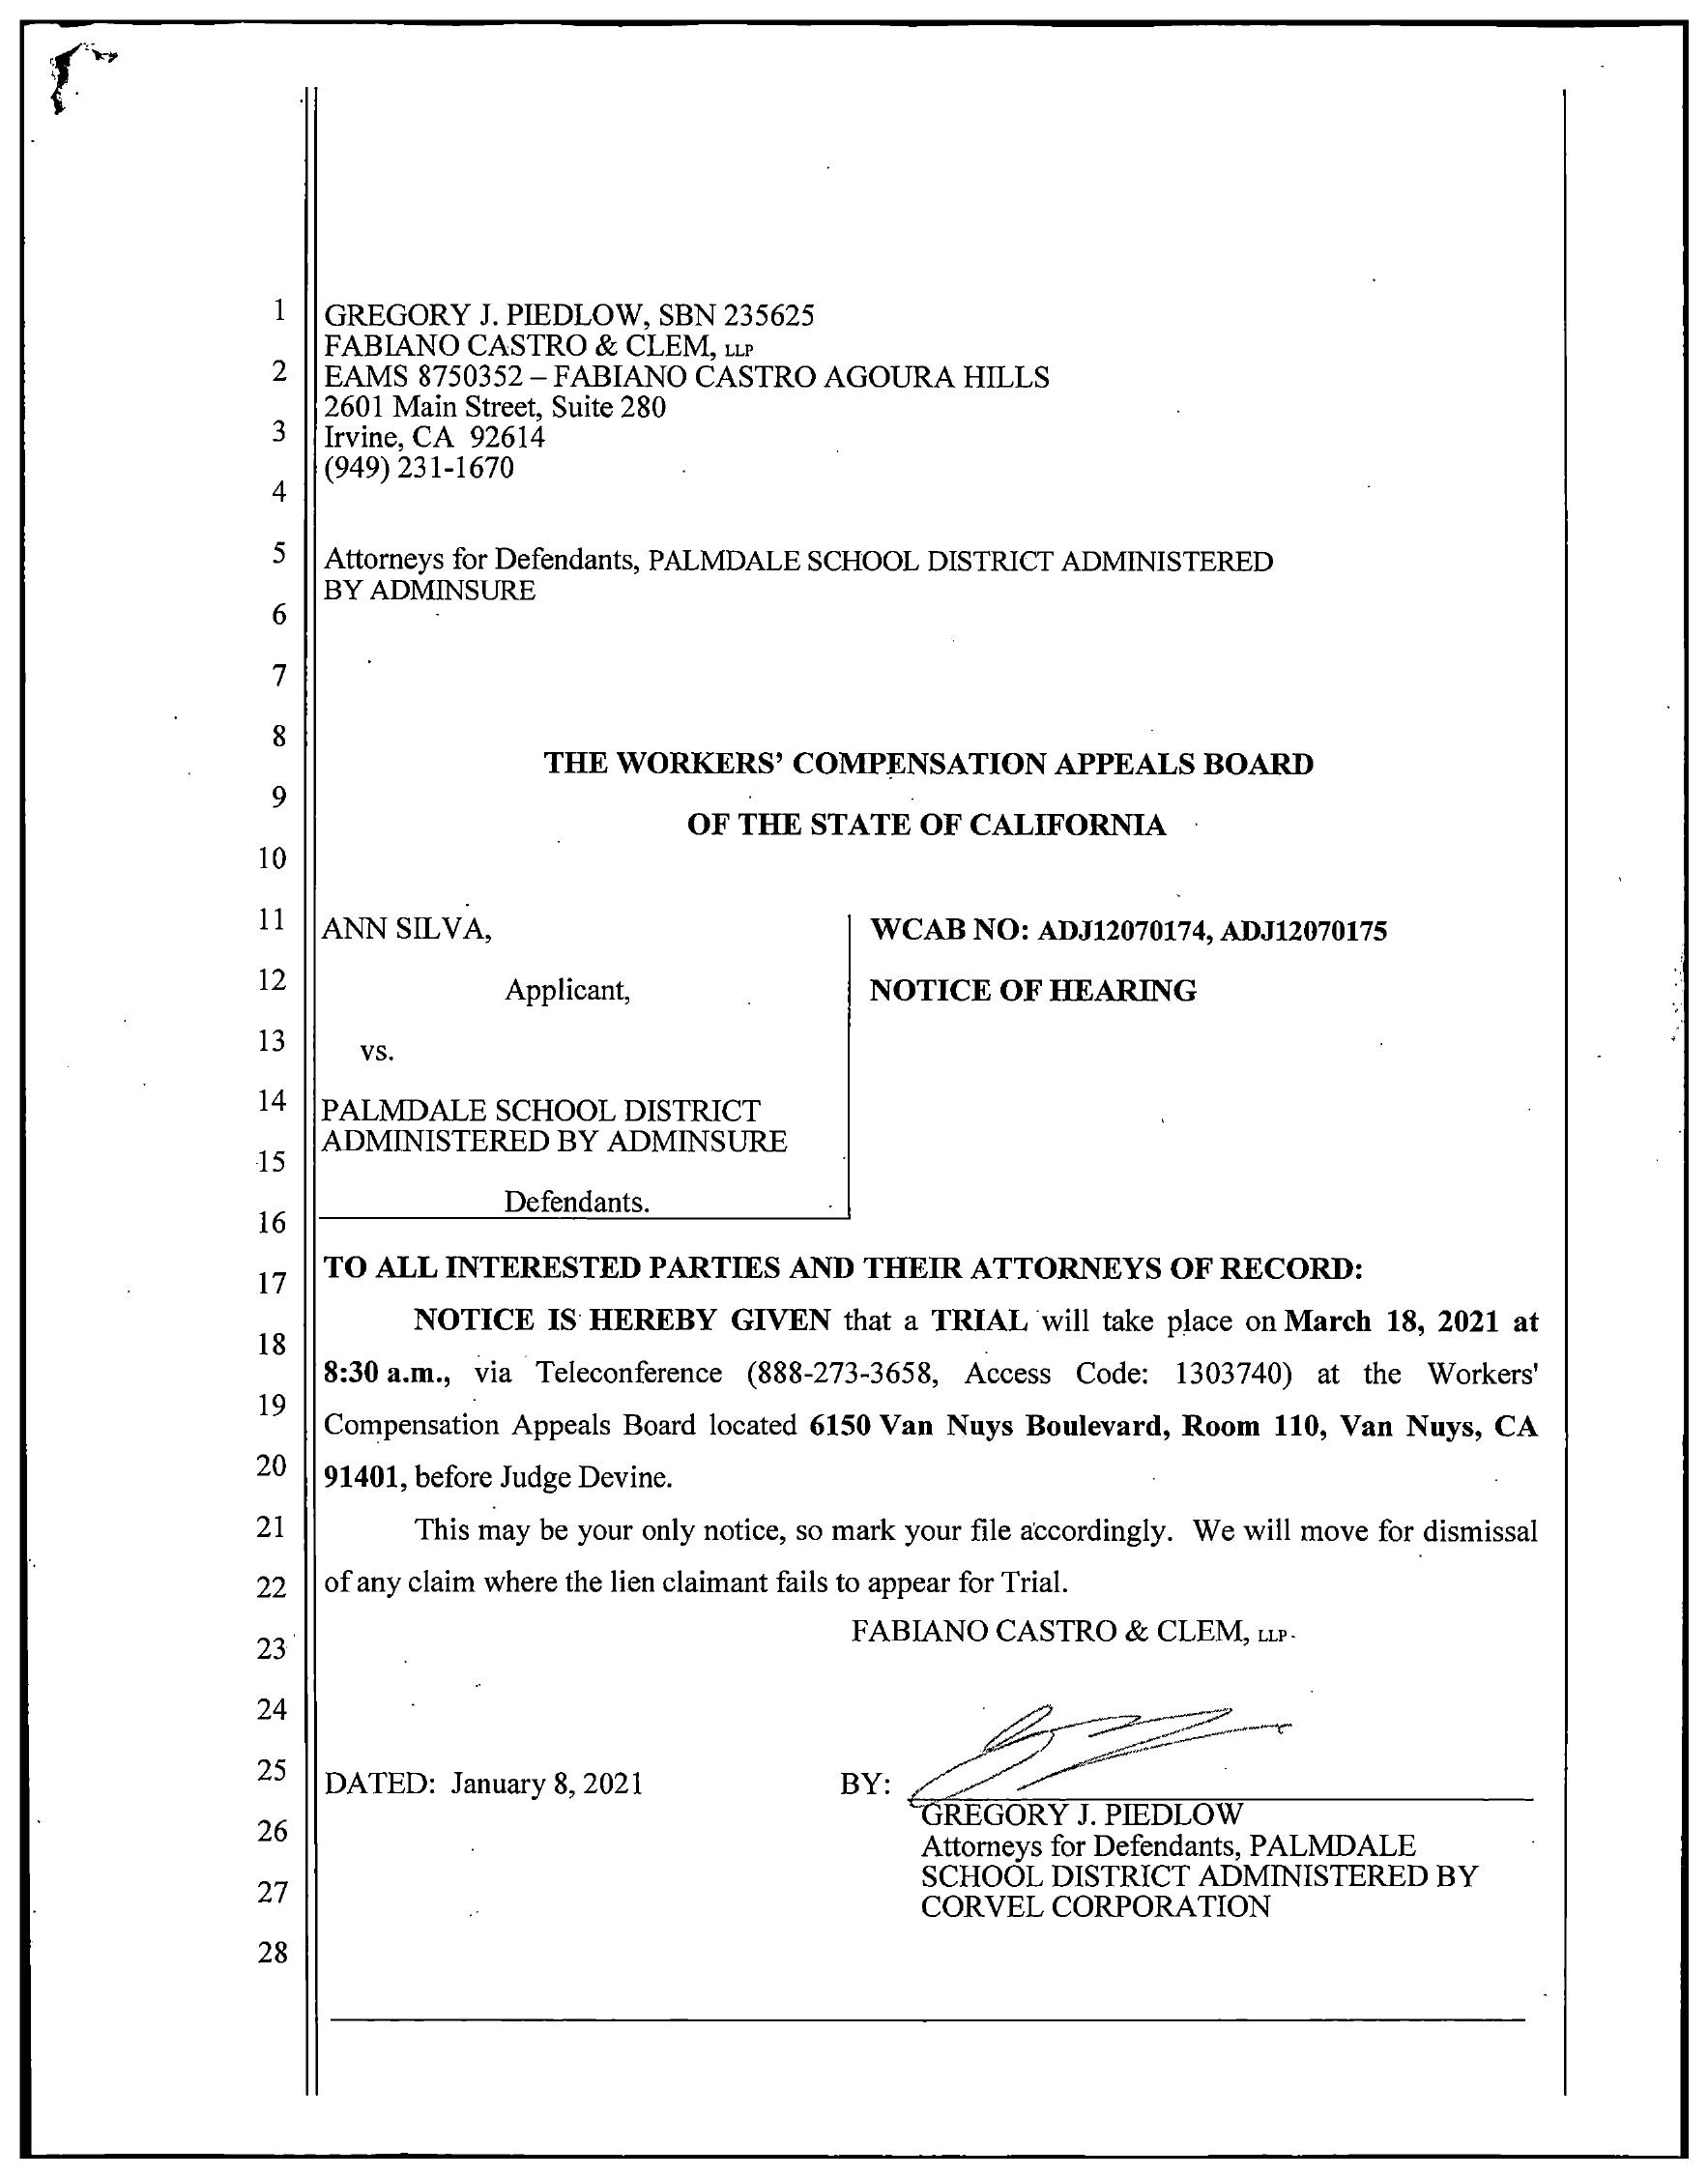 1 GREGORY J. PIEDLOW, SBN 235625
FABIANO CASTRO & CLEM, LLP
2 EAMS 8750352 – FABIANO CASTRO AGOURA HILLS
2601 Main Street, Suite 280
3 Irvine, CA 92614
(949) 231-1670
4
5 Attorneys for Defendants, PALMDALE SCHOOL DISTRICT ADMINISTERED
BY ADMINSURE
6
7
8
THE WORKERS' COMPENSATION APPEALS BOARD
9
OF THE STATE OF CALIFORNIA
10
11 ANN SILVA, WCAB NO: ADJ12070174, ADJ12070175
12 Applicant, NOTICE OF HEARING
13 vs.
14 PALMDALE SCHOOL DISTRICT
ADMINISTERED BY ADMINSURE
15
Defendants.
16
TO ALL INTERESTED PARTIES AND THEIR ATTORNEYS OF RECORD:
17
NOTICE IS HEREBY GIVEN that a TRIAL will take place on March 18, 2021 at
18
8:30 a.m., via Teleconference (888-273-3658, Access Code: 1303740) at the Workers'
19
Compensation Appeals Board located 6150 Van Nuys Boulevard, Room 110, Van Nuys, CA
20
91401, before Judge Devine.
21 This may be your only notice, so mark your file accordingly. We will move for dismissal
22 of any claim where the lien claimant fails to appear for Trial.
FABIANO CASTRO & CLEM, LLP
23
24
25 DATED: January 8, 2021 BY:
GREGORY J. PIEDLOW
26 Attorneys for Defendants, PALMDALE
SCHOOL DISTRICT ADMINISTERED BY
27 CORVEL CORPORATION
28